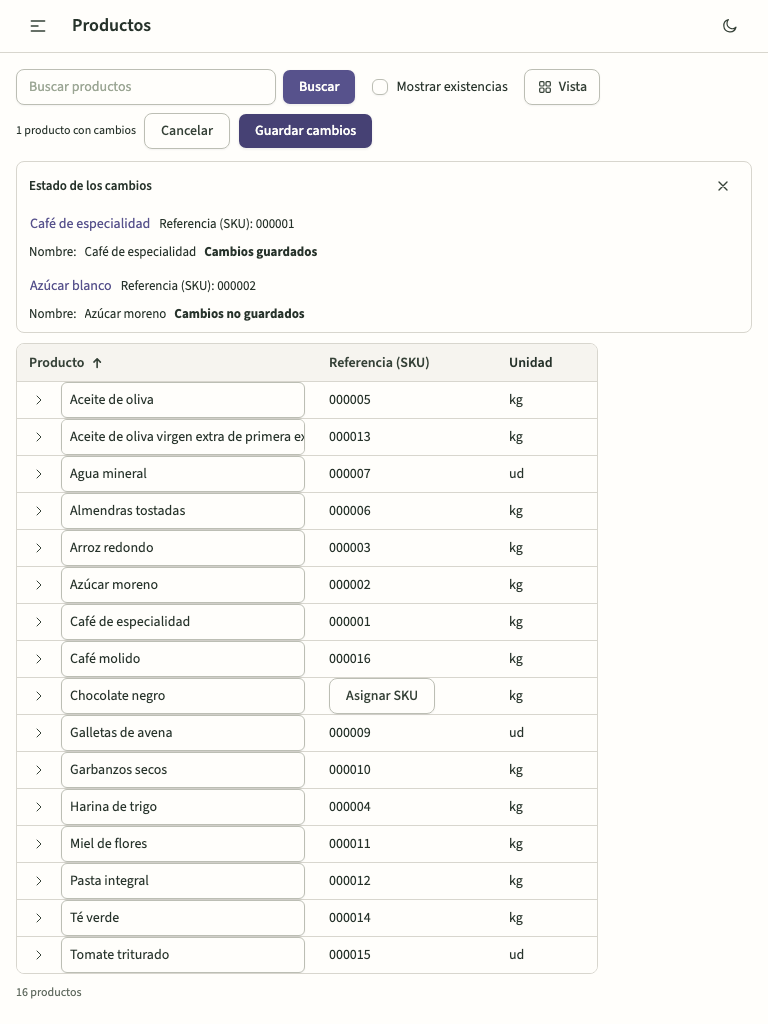 Productos
Buscar productos
Buscar
Mostrar existencias
Vista
1 producto con cambios
Cancelar
Guardar cambios
Estado de los cambios
Café de especialidad Referencia (SKU): 000001
Nombre: Café de especialidad Cambios guardados
Azúcar blanco Referencia (SKU): 000002
Nombre: Azúcar moreno Cambios no guardados
Producto Referencia (SKU) Unidad
Aceite de oliva 000005 kg
Aceite de oliva virgen extra de primera ex 000013 kg
Agua mineral 000007 ud
Almendras tostadas 000006 kg
Arroz redondo 000003 kg
Azúcar moreno 000002 kg
Café de especialidad 000001 kg
Café molido 000016 kg
Chocolate negro Asignar SKU kg
Galletas de avena 000009 ud
Garbanzos secos 000010 kg
Harina de trigo 000004 kg
Miel de flores 000011 kg
Pasta integral 000012 kg
Té verde 000014 kg
Tomate triturado 000015 ud
16 productos